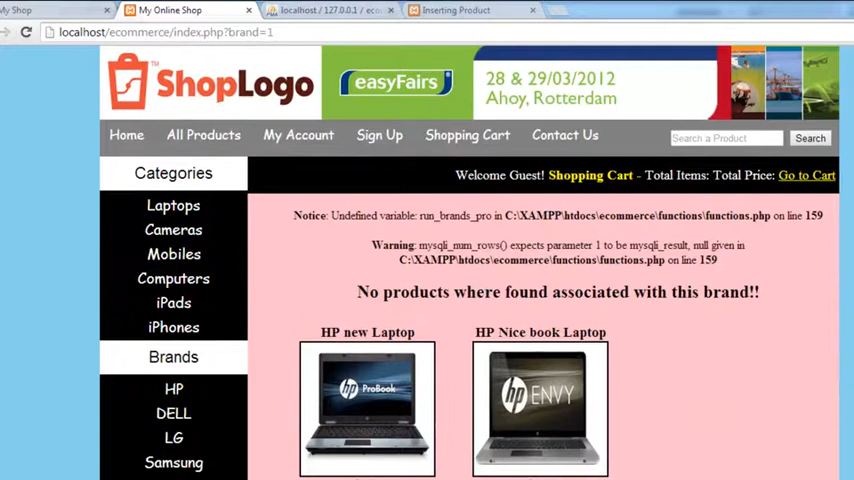 My Shop
My Online Shop
localhost / 127.0.0.1 / eco
Inserting Product
localhost/ecommerce/index.php?brand=1
ShopLogo
TM
easyFairs
28 & 29/03/2012
Ahoy, Rotterdam
Home All Products My Account Sign Up Shopping Cart Contact Us
Search a Product
Search
Categories
Welcome Guest! Shopping Cart - Total Items: Total Price: Go to Cart
Laptops
Cameras
Mobiles
Computers
iPads
iPhones
Brands
HP
DELL
LG
Samsung
Notice: Undefined variable: run_brands_pro in C:\XAMPP\htdocs\ecommerce\functions\functions.php on line 159
Warning: mysqli_num_rows() expects parameter 1 to be mysqli_result, null given in
C:\XAMPP\htdocs\ecommerce\functions\functions.php on line 159
No products where found associated with this brand!!
HP new Laptop
HP Nice book Laptop
hp ProBook
hp ENVY